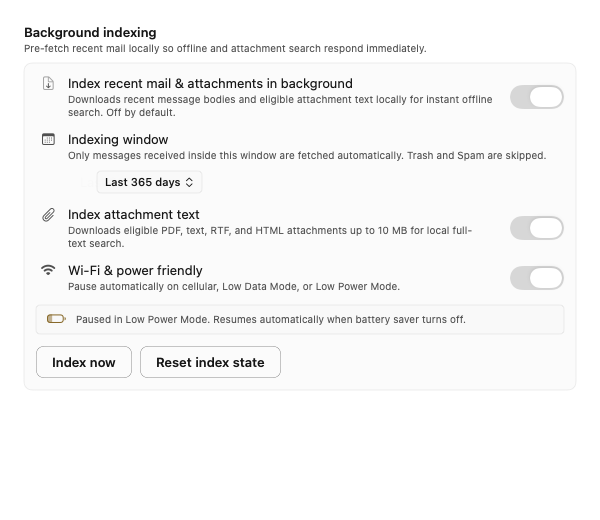 Background indexing
Pre-fetch recent mail locally so offline and attachment search respond immediately.
Index recent mail & attachments in background
Downloads recent message bodies and eligible attachment text locally for instant offline
search. Off by default.
Indexing window
Only messages received inside this window are fetched automatically. Trash and Spam are skipped.
Last 365 days
Index attachment text
Downloads eligible PDF, text, RTF, and HTML attachments up to 10 MB for local full-
text search.
Wi-Fi & power friendly
Pause automatically on cellular, Low Data Mode, or Low Power Mode.
Paused in Low Power Mode. Resumes automatically when battery saver turns off.
Index now
Reset index state